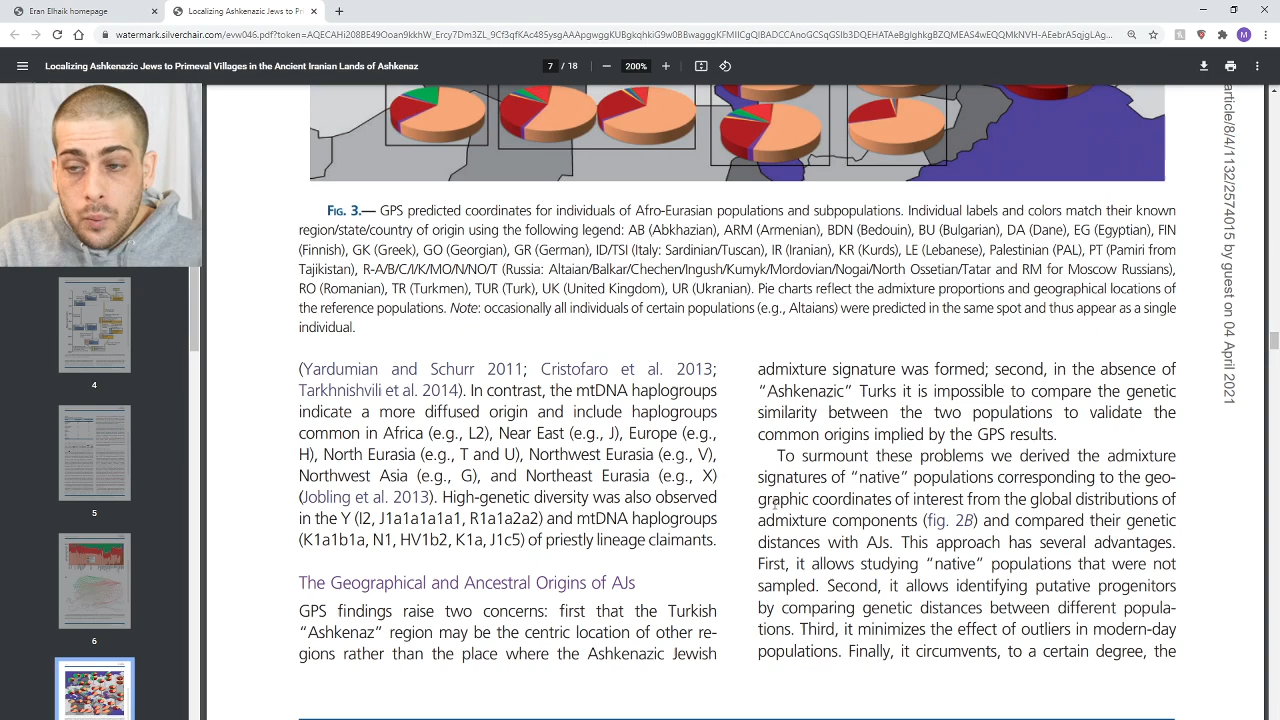 Eran Elhaik homepage
Localizing Ashkenazic Jews to Pri
Localizing Ashkenazic Jews to Primeval Villages in the Ancient Iranian Lands of Ashkenaz
7 / 18
200%
FIG. 3.— GPS predicted coordinates for individuals of Afro-Eurasian populations and subpopulations. Individual labels and colors match their known
region/state/country of origin using the following legend: AB (Abkhazian), ARM (Armenian), BDN (Bedouin), BU (Bulgarian), DA (Dane), EG (Egyptian), FIN
(Finnish), GK (Greek), GO (Georgian), GR (German), ID/TSI (Italy: Sardinian/Tuscan), IR (Iranian), KR (Kurds), LE (Lebanese), Palestinian (PAL), PT (Pamiri from
Tajikistan), R–A/B/C/I/K/MO/N/NO/T (Russia: Altaian/Balkar/Chechen/Ingush/Kumyk/Mordovian/Nogai/North Ossetian/Tatar and RM for Moscow Russians),
RO (Romanian), TR (Turkmen), TUR (Turk), UK (United Kingdom), UR (Ukranian). Pie charts reflect the admixture proportions and geographical locations of
the reference populations. Note: occasionally all individuals of certain populations (e.g., Altaians) were predicted in the same spot and thus appear as a single
individual.
(Yardumian and Schurr 2011; Cristofaro et al. 2013;
Tarkhnishvili et al. 2014). In contrast, the mtDNA haplogroups
indicate a more diffused origin and include haplogroups
common in Africa (e.g., L2), Near East (e.g., J), Europe (e.g.,
H), North Eurasia (e.g., T and U), Northwest Eurasia (e.g., V),
Northwest Asia (e.g., G), and Northeast Eurasia (e.g., X)
(Jobling et al. 2013). High-genetic diversity was also observed
in the Y (I2, J1a1a1a1a1, R1a1a2a2) and mtDNA haplogroups
(K1a1b1a, N1, HV1b2, K1a, J1c5) of priestly lineage claimants.
The Geographical and Ancestral Origins of AJs
GPS findings raise two concerns: first that the Turkish
“Ashkenaz” region may be the centric location of other re-
gions rather than the place where the Ashkenazic Jewish
admixture signature was formed; second, in the absence of
“Ashkenazic” Turks it is impossible to compare the genetic
similarity between the two populations to validate the
common origins implied by the GPS results.
To surmount these problems we derived the admixture
signatures of “native” populations corresponding to the geo-
graphic coordinates of interest from the global distributions of
admixture components (fig. 2B) and compared their genetic
distances with AJs. This approach has several advantages.
First, it allows studying “native” populations that were not
sampled. Second, it allows identifying putative progenitors
by comparing genetic distances between different popula-
tions. Third, it minimizes the effect of outliers in modern-day
populations. Finally, it circumvents, to a certain degree, the
article/8/4/1132/2574015 by guest on 04 April 2021
4
5
6
M